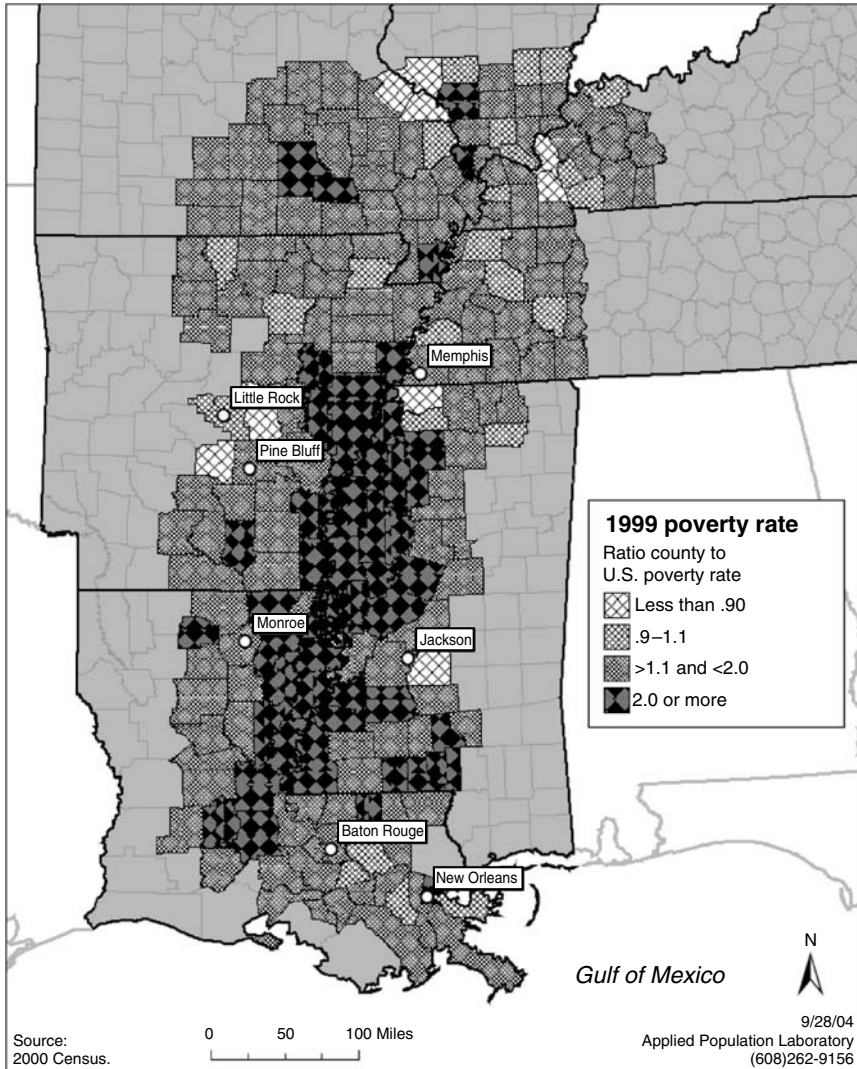 Memphis
Little Rock
Pine Bluff
1999 poverty rate
Ratio county to
U.S. poverty rate
Less than .90
.9–1.1
>1.1 and <2.0
2.0 or more
Monroe
Jackson
Baton Rouge
New Orleans
N
Gulf of Mexico
Source:
2000 Census.
0 50 100 Miles
9/28/04
Applied Population Laboratory
(608)262-9156